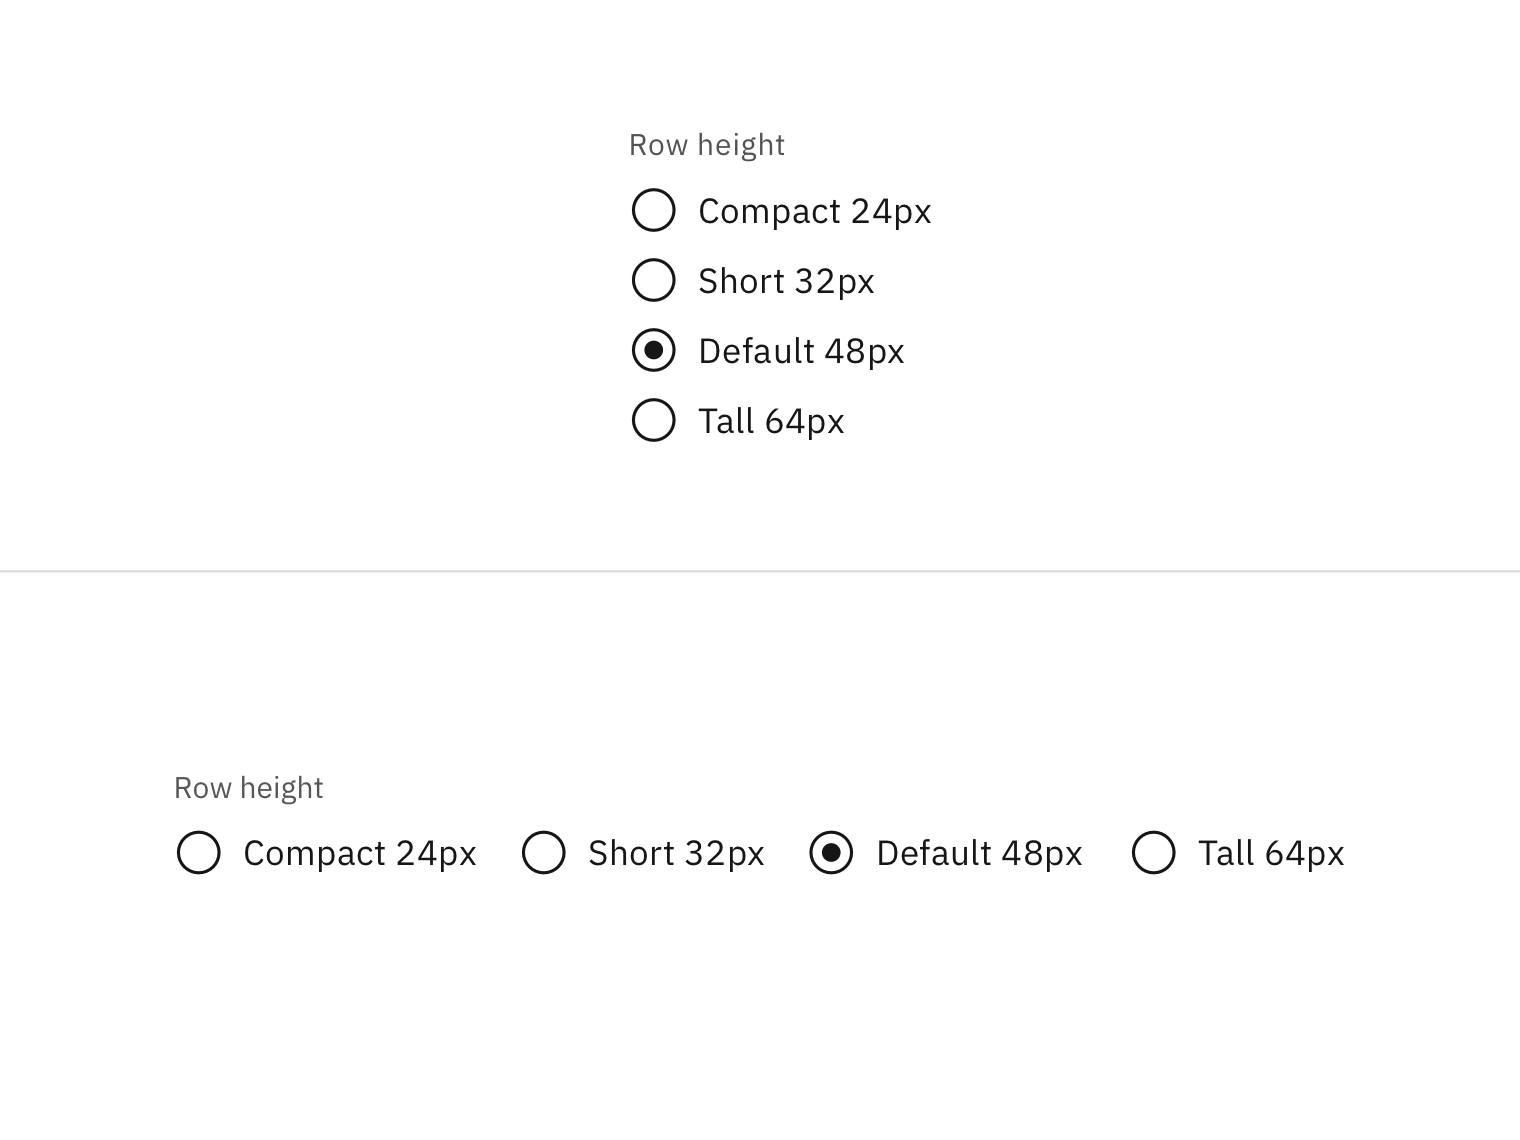 Row height
Compact 24px
Short 32px
Default 48px
Tall 64px
Row height
Compact 24px Short 32px Default 48px Tall 64px